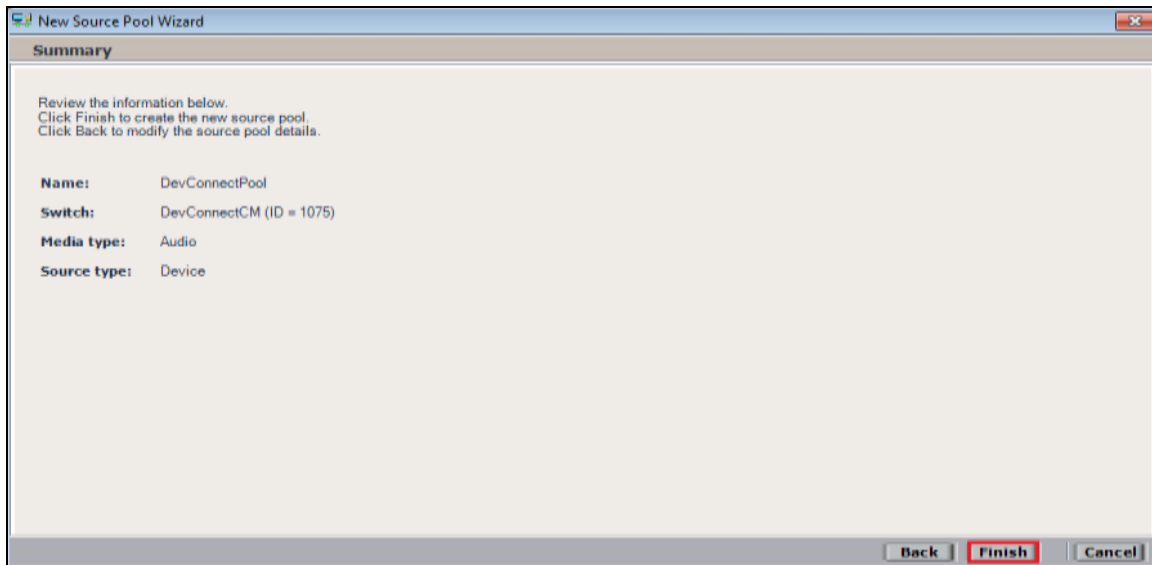 New Source Pool Wizard
Summary
Review the information below.
Click Finish to create the new source pool.
Click Back to modify the source pool details.
Name: DevConnectPool
Switch: DevConnectCM (ID = 1075)
Media type: Audio
Source type: Device
Back Finish Cancel